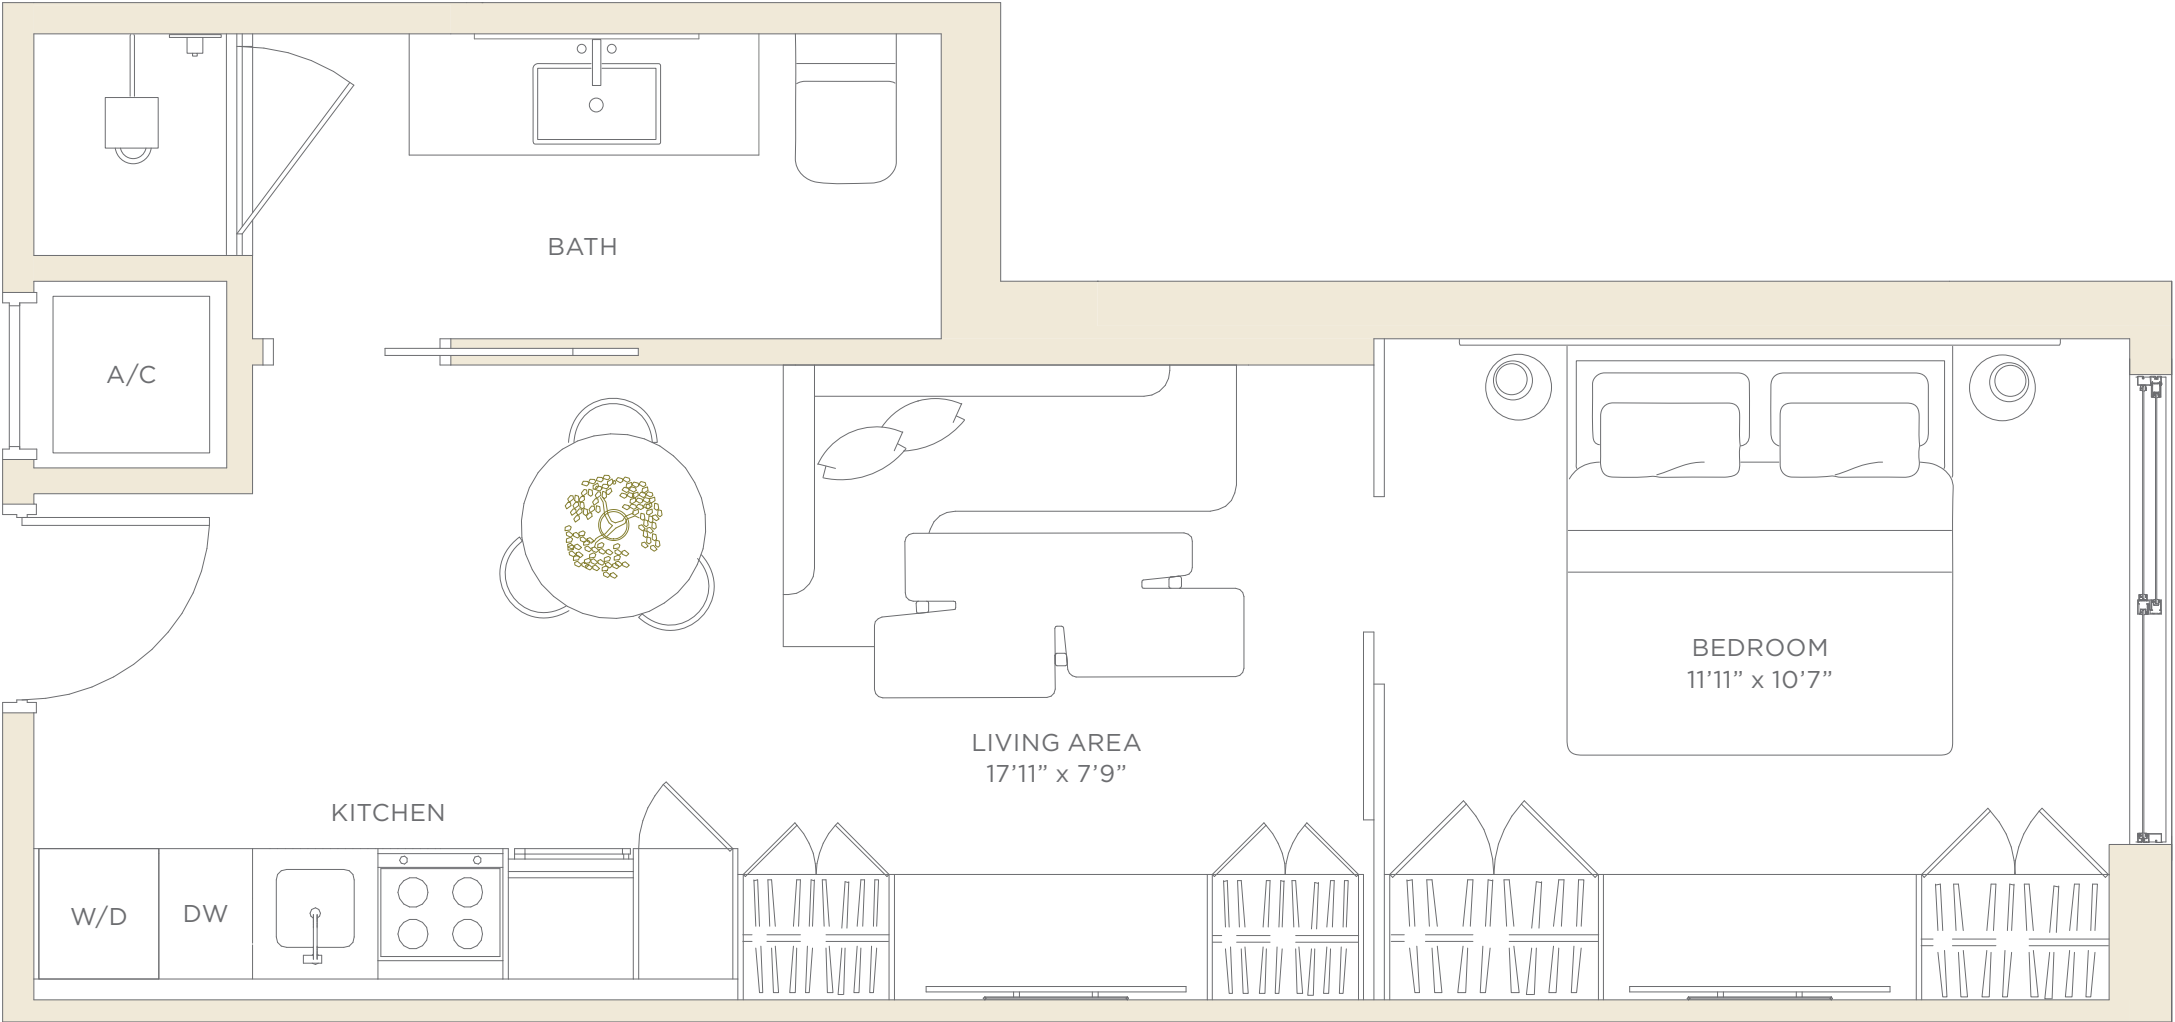 BATH
A/C
BEDROOM
11’11” x 10’7”
LIVING AREA
17’11” x 7’9”
KITCHEN
W/D
DW